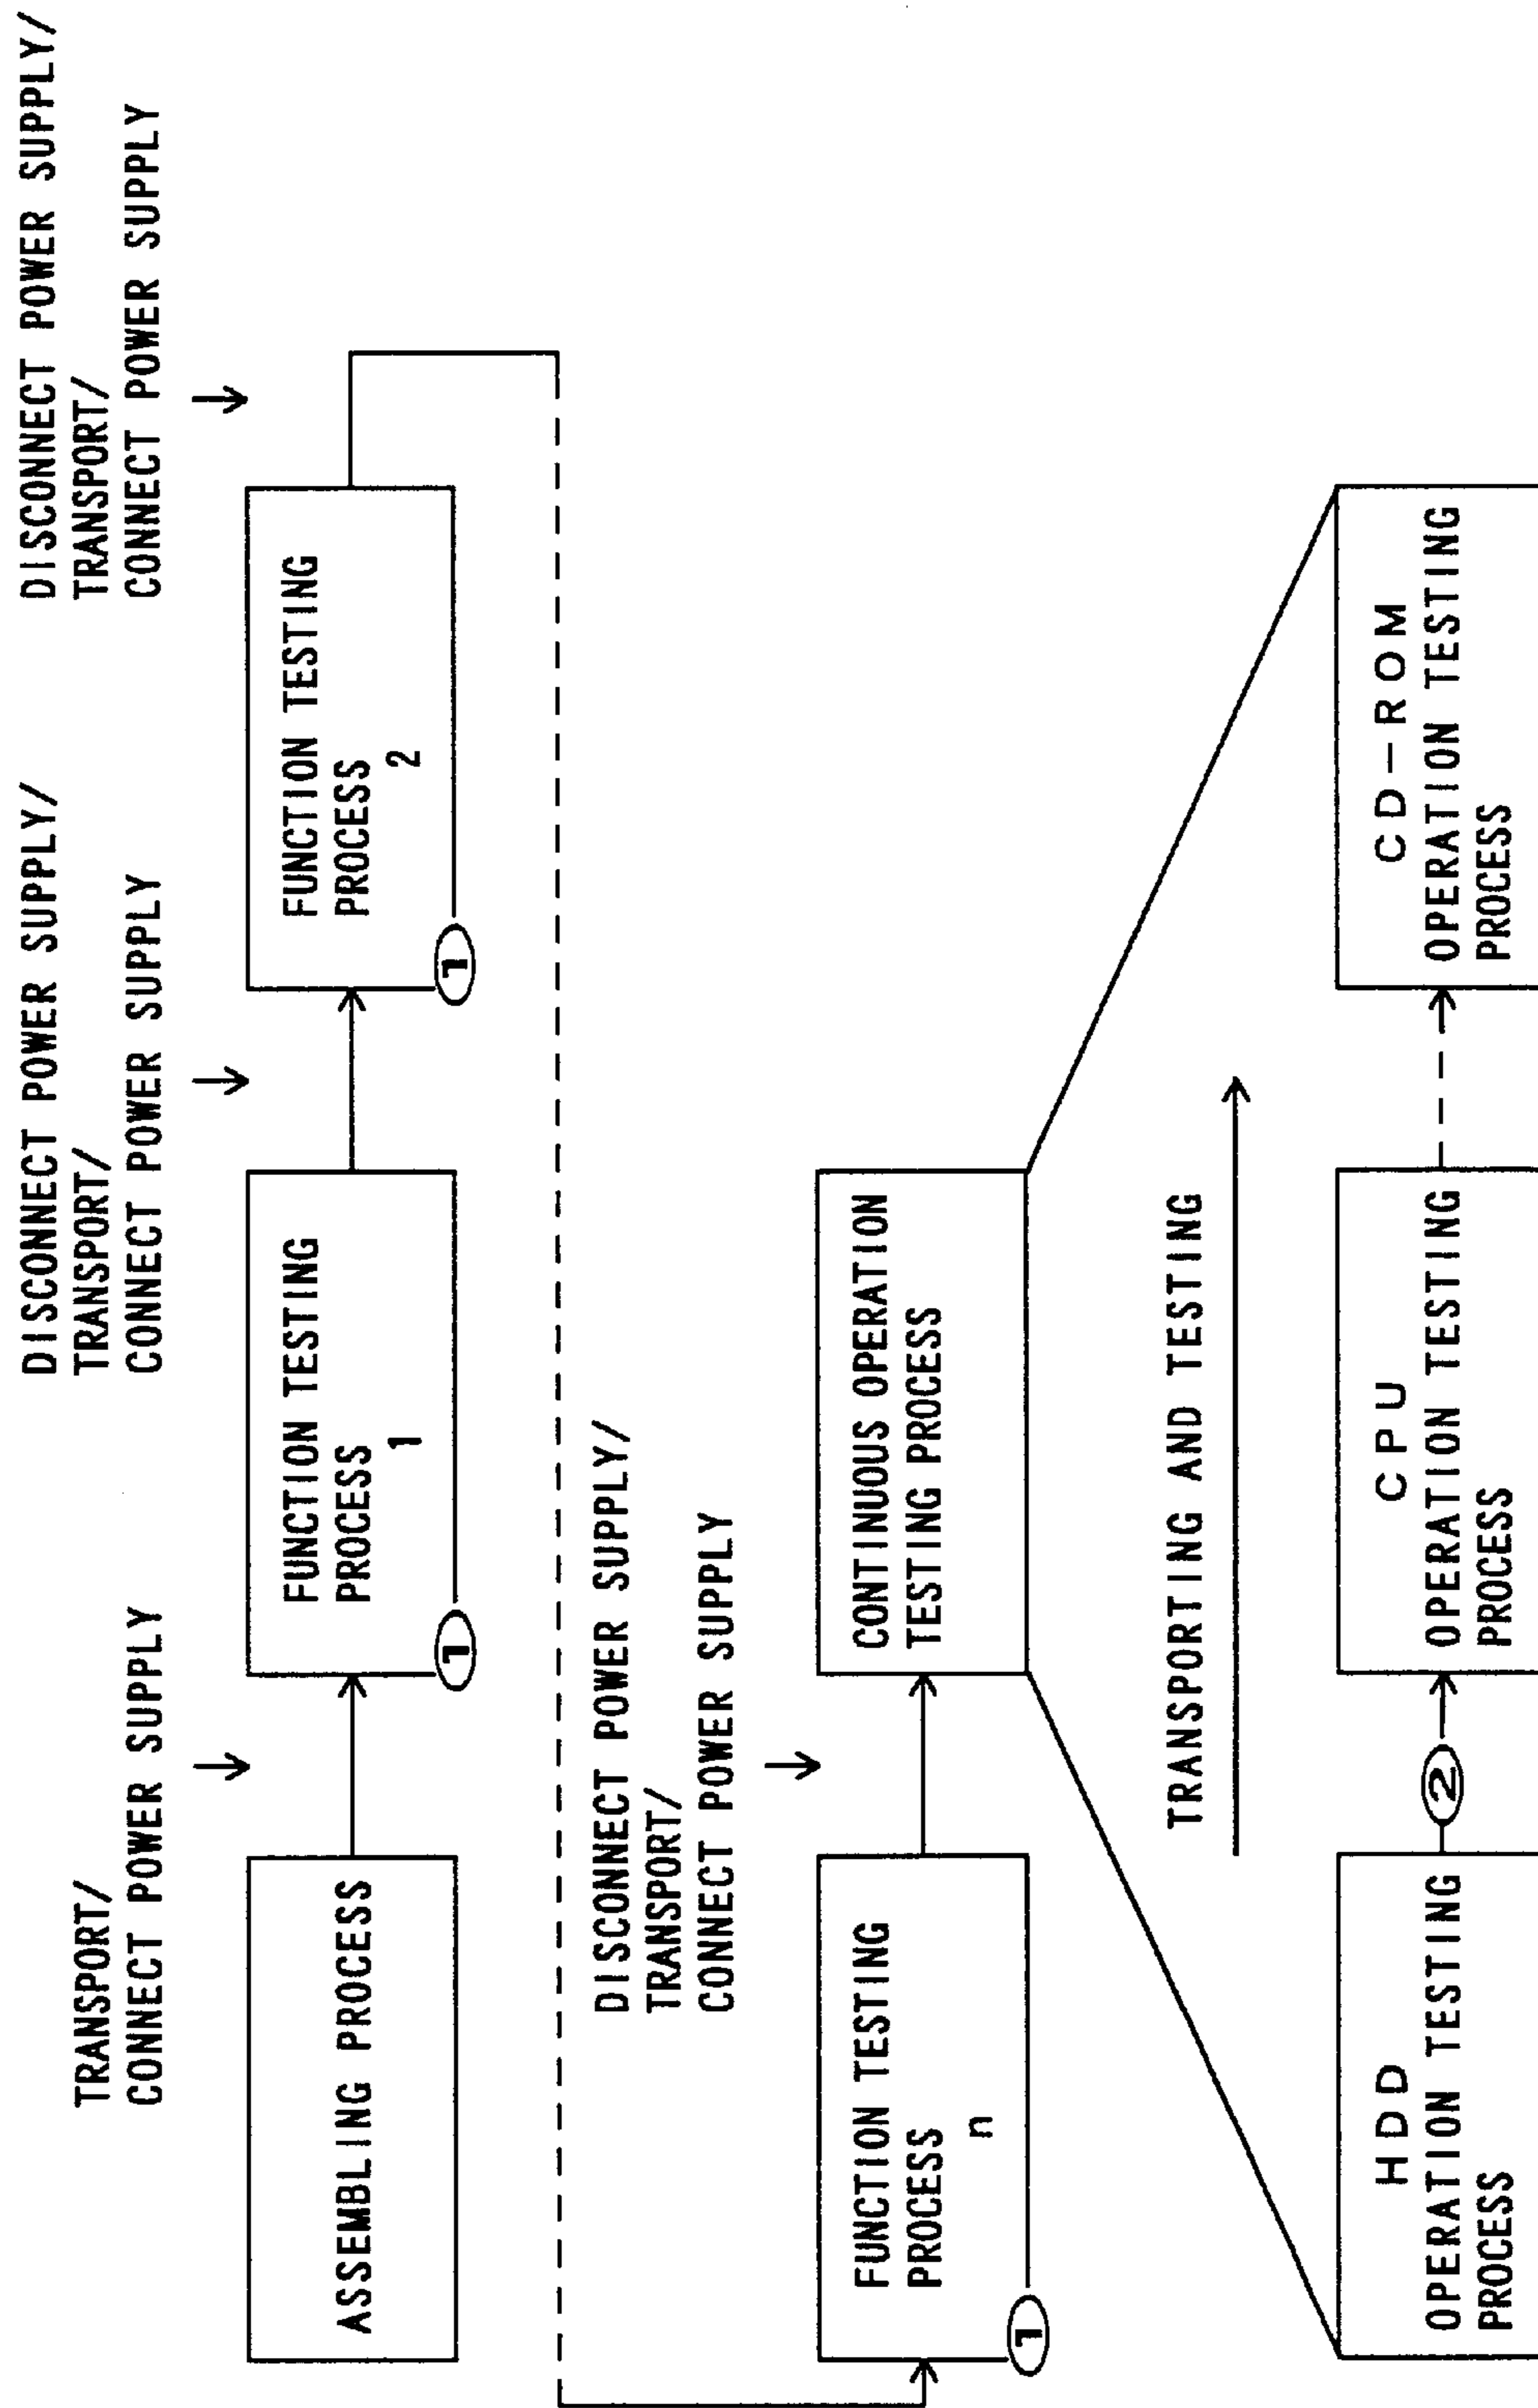 TRANSPORT/
CONNECT POWER SUPPLY
DISCONNECT POWER SUPPLY/
TRANSPORT/
CONNECT POWER SUPPLY
DISCONNECT POWER SUPPLY/
TRANSPORT/
CONNECT POWER SUPPLY
ASSEMBLING PROCESS
FUNCTION TESTING
PROCESS
1
1
FUNCTION TESTING
PROCESS
2
1
DISCONNECT POWER SUPPLY/
TRANSPORT/
CONNECT POWER SUPPLY
FUNCTION TESTING
PROCESS
n
1
CONTINUOUS OPERATION
TESTING PROCESS
TRANSPORTING AND TESTING
HDD
OPERATION TESTING
PROCESS
2
CPU
OPERATION TESTING
PROCESS
CD-ROM
OPERATION TESTING
PROCESS